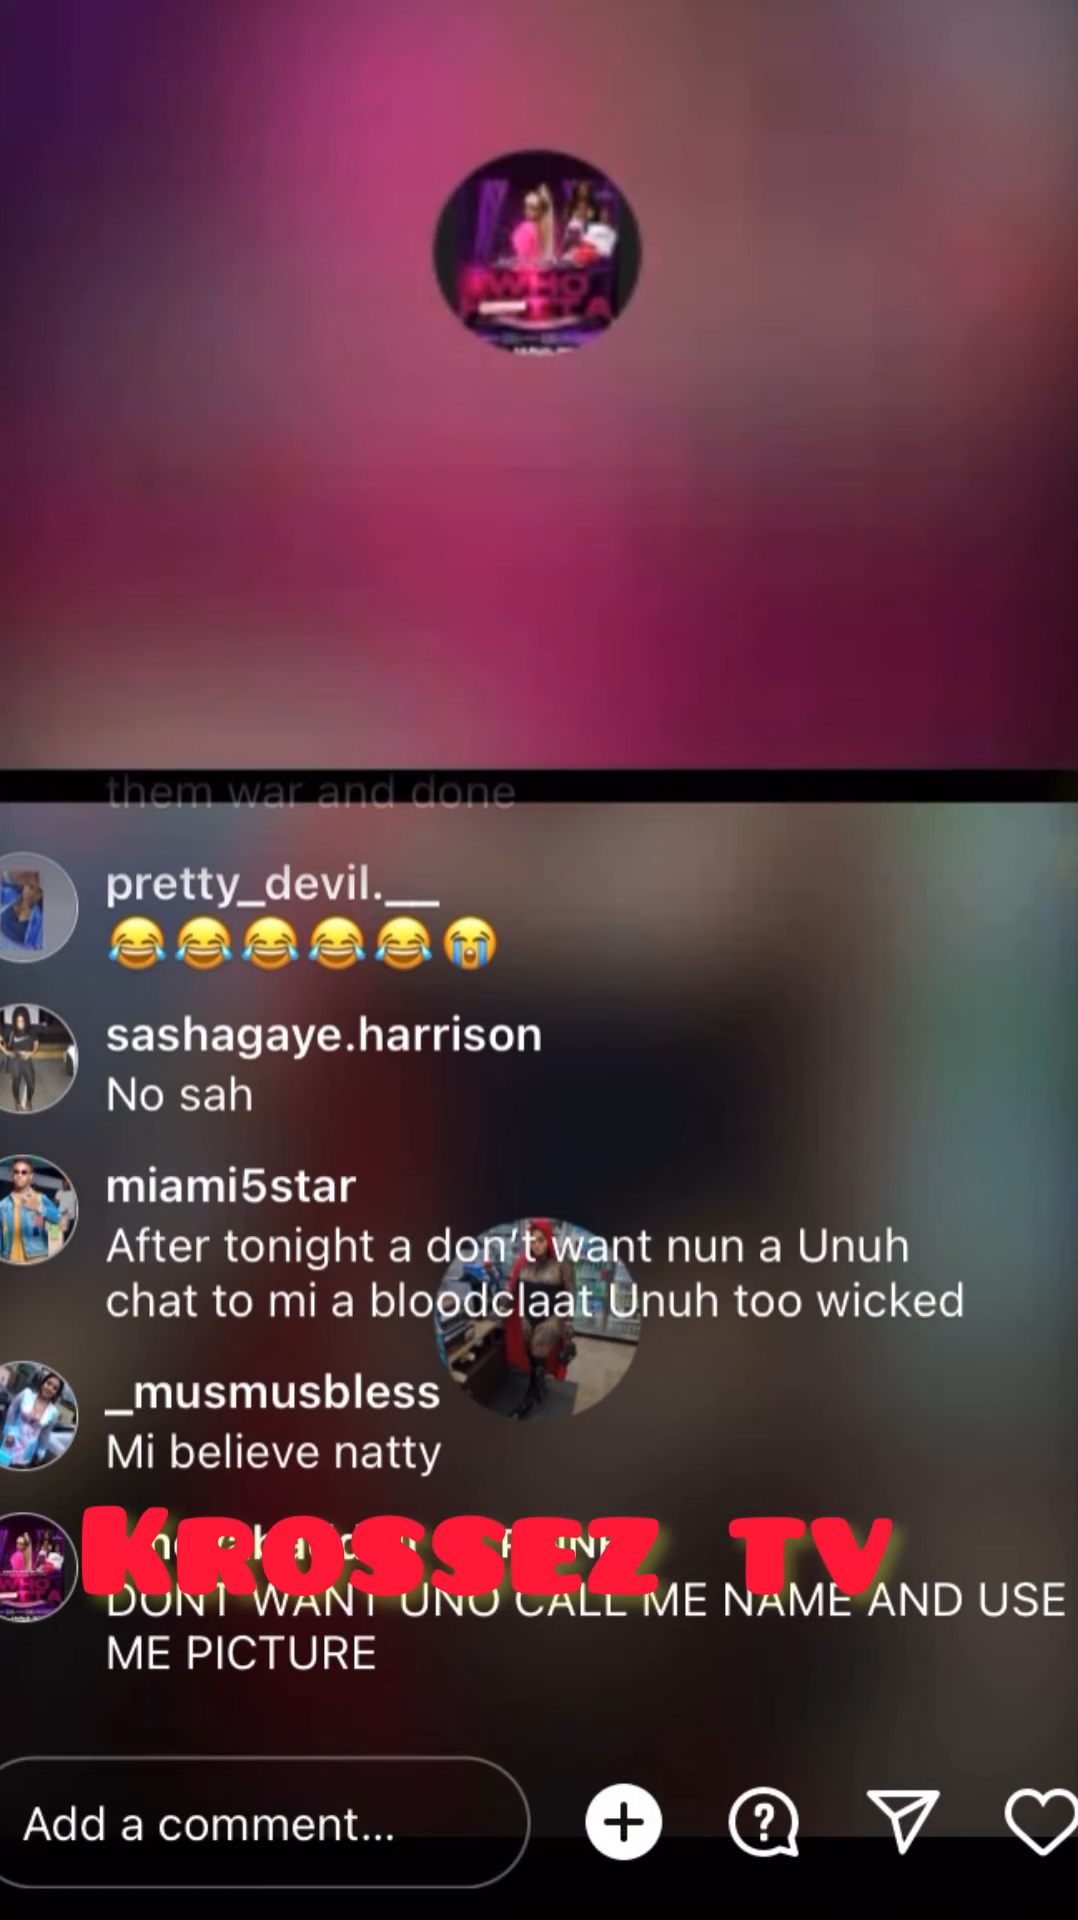 WHO
them war and done
pretty_devil.__
😂😂😂😂😂😭
sashagaye.harrison
No sah
miami5star
After tonight a don’t want nun a Unuh
chat to mi a bloodclaat Unuh too wicked
_musmusbless
Mi believe natty
KROSSEZ TV
DONT WANT UNO CALL ME NAME AND USE
ME PICTURE
Add a comment...